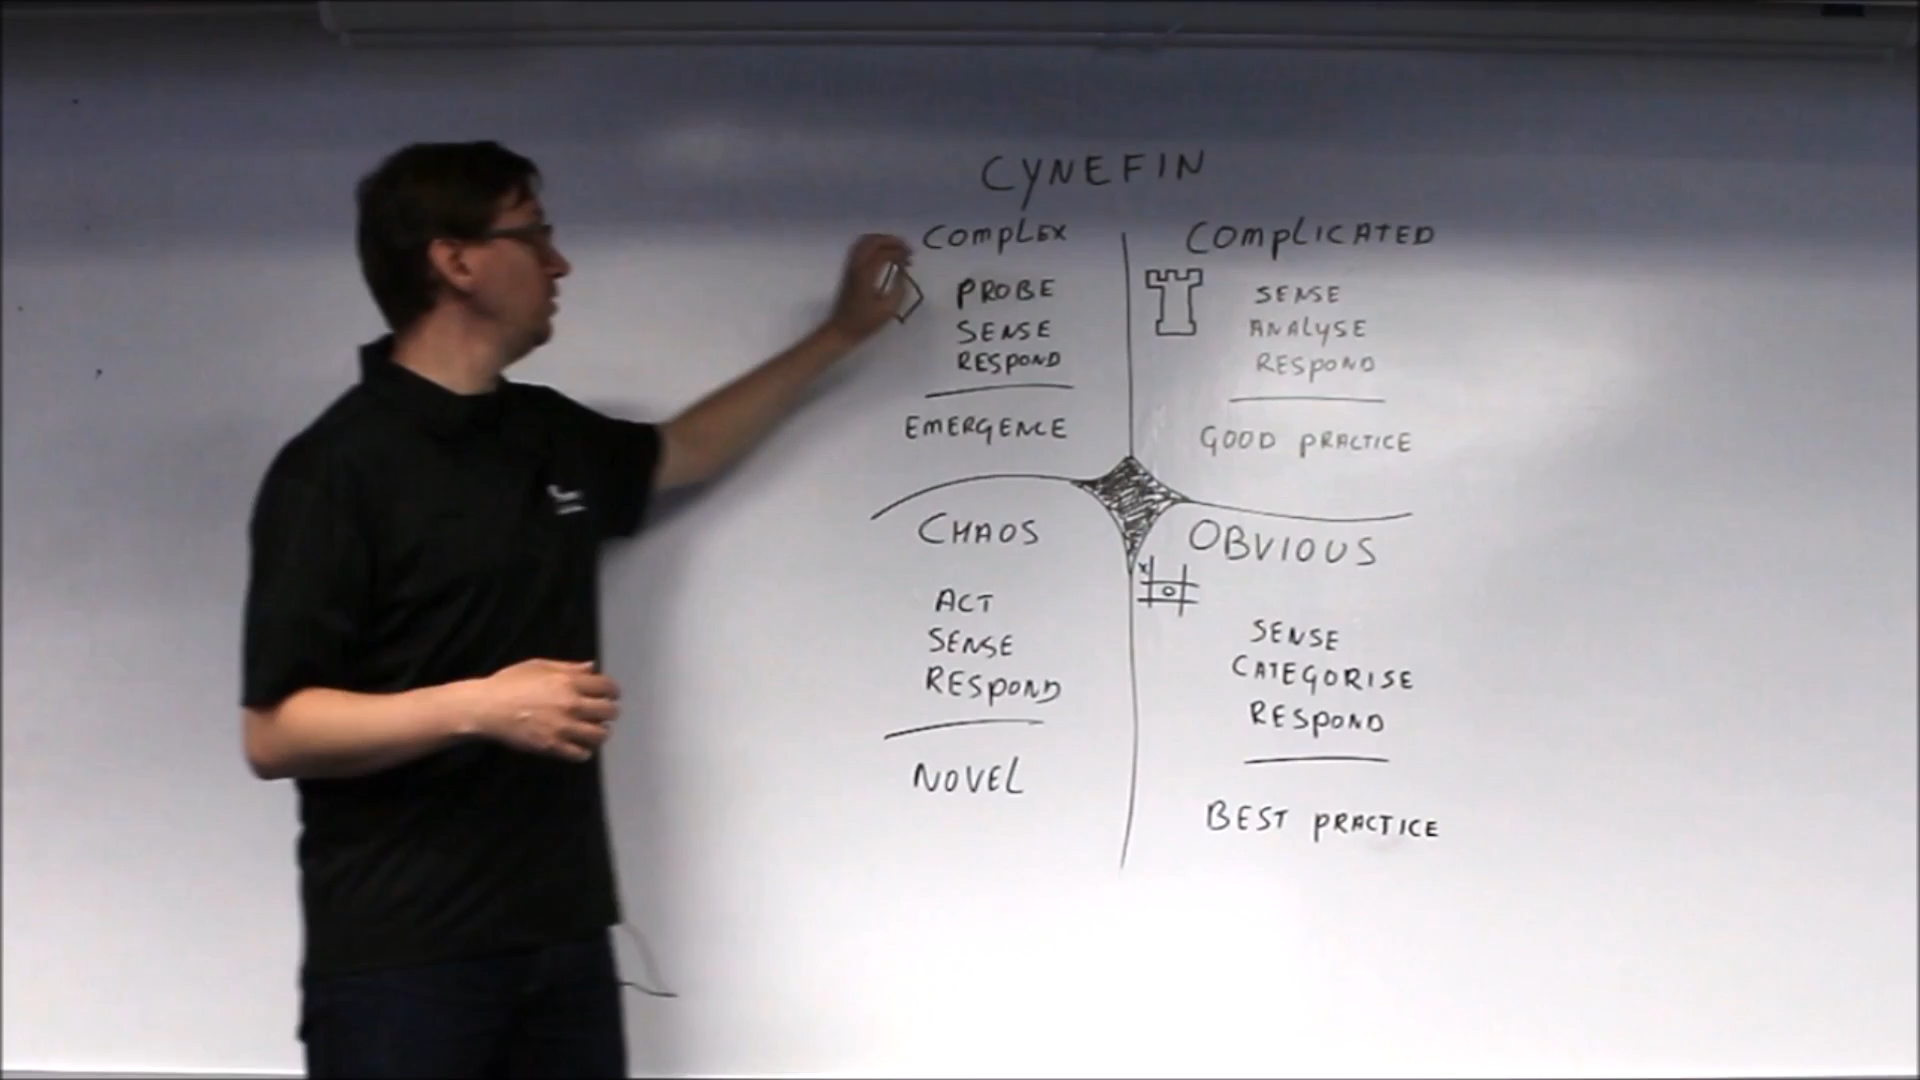 CYNEFIN
COMPLEX
PROBE
SENSE
RESPOND
EMERGENCE
COMPLICATED
SENSE
ANALYSE
RESPOND
GOOD PRACTICE
CHAOS
ACT
SENSE
RESPOND
NOVEL
OBVIOUS
X
O
SENSE
CATEGORISE
RESPOND
BEST PRACTICE